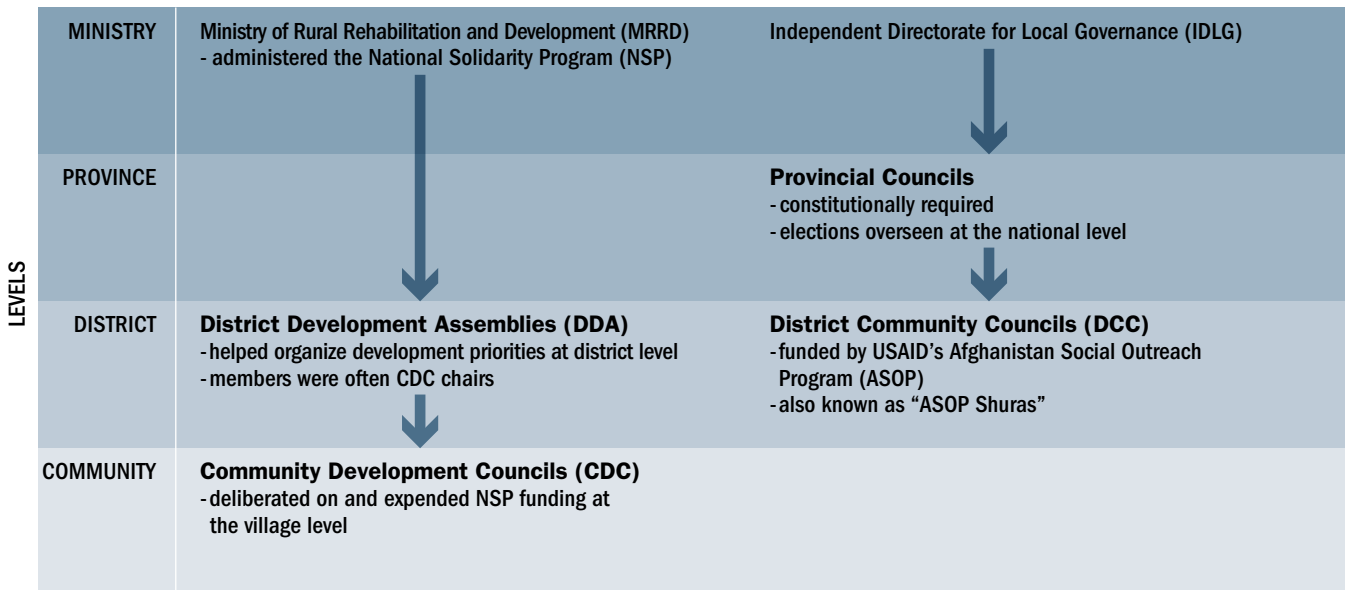 LEVELS
MINISTRY
Ministry of Rural Rehabilitation and Development (MRRD)
- administered the National Solidarity Program (NSP)
Independent Directorate for Local Governance (IDLG)
PROVINCE
Provincial Councils
- constitutionally required
- elections overseen at the national level
DISTRICT
District Development Assemblies (DDA)
- helped organize development priorities at district level
- members were often CDC chairs
District Community Councils (DCC)
- funded by USAID’s Afghanistan Social Outreach
Program (ASOP)
- also known as “ASOP Shuras”
COMMUNITY
Community Development Councils (CDC)
- deliberated on and expended NSP funding at
the village level